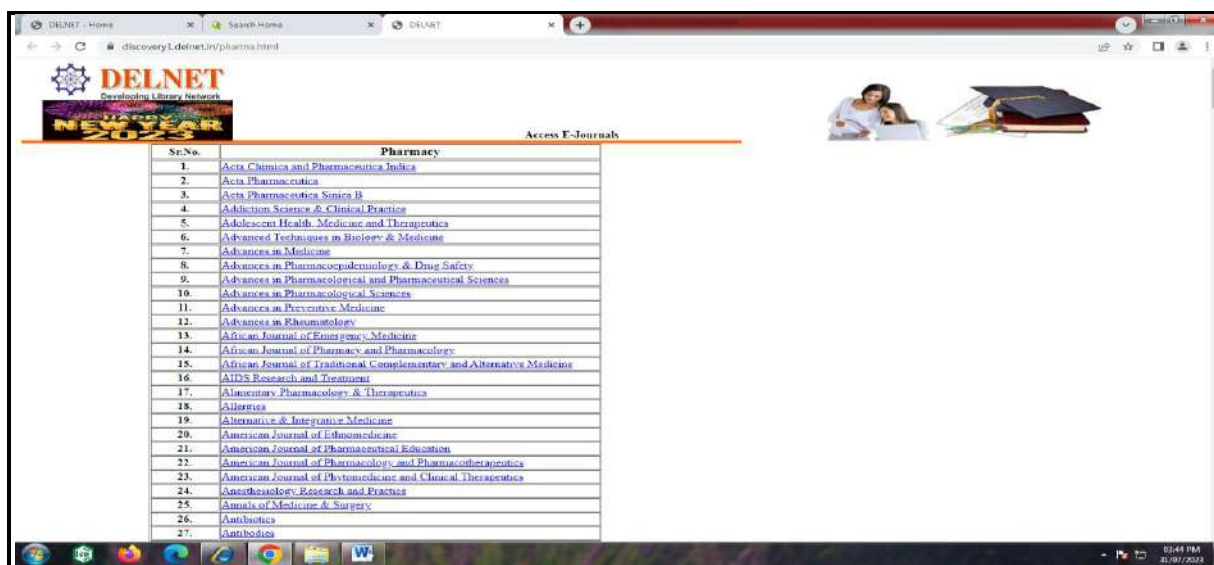 DELNET - Home
Search Home
DELNET
discovery1.delnet.in/pharma.html
DELNET
Developing Library Network
HAPPY
NEW YEAR
2023
Access E-Journals
Sr.No. Pharmacy
1. Acta Chimica and Pharmaceutica Indica
2. Acta Pharmaceutica
3. Acta Pharmaceutica Sinica B
4. Addiction Science & Clinical Practice
5. Adolescent Health, Medicine and Therapeutics
6. Advanced Techniques in Biology & Medicine
7. Advances in Medicine
8. Advances in Pharmacoepidemiology & Drug Safety
9. Advances in Pharmacological and Pharmaceutical Sciences
10. Advances in Pharmacological Sciences
11. Advances in Preventive Medicine
12. Advances in Rheumatology
13. African Journal of Emergency Medicine
14. African Journal of Pharmacy and Pharmacology
15. African Journal of Traditional Complementary and Alternative Medicine
16. AIDS Research and Treatment
17. Alimentary Pharmacology & Therapeutics
18. Allergies
19. Alternative & Integrative Medicine
20. American Journal of Ethnomedicine
21. American Journal of Pharmaceutical Education
22. American Journal of Pharmacology and Pharmacotherapeutics
23. American Journal of Phytomedicine and Clinical Therapeutics
24. Anesthesiology Research and Practice
25. Annals of Medicine & Surgery
26. Antibiotics
27. Antibodies
03:44 PM
31/07/2023